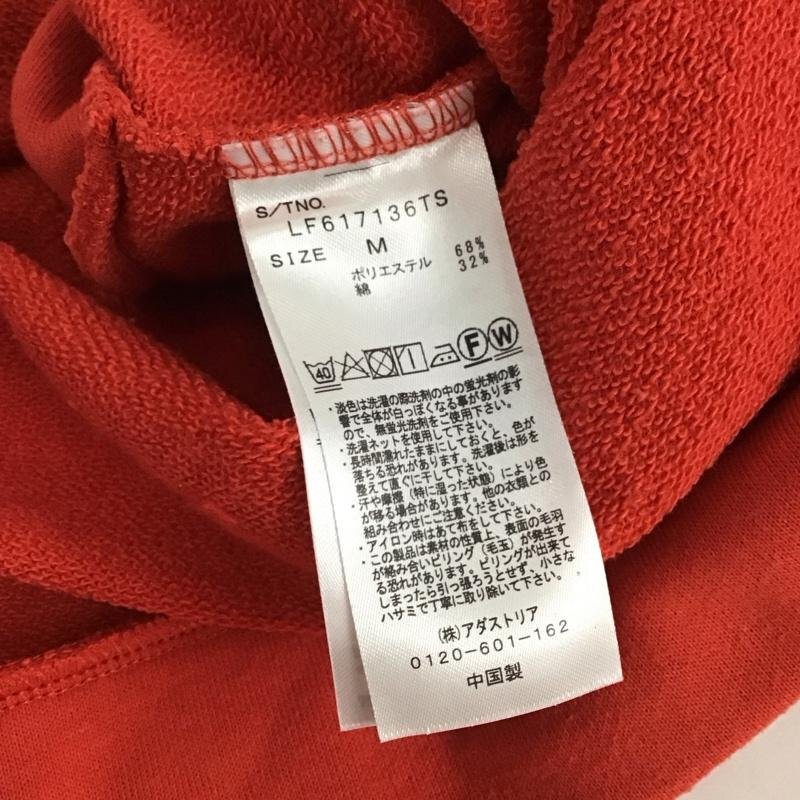 S/TNO.
LF617136TS
SIZE M
ポリエステル 68%
綿 32%
40 F W
・淡色は洗濯の際洗剤の中の蛍光剤の影
響で全体が白っぽくなる事があります
ので、無蛍光洗剤をご使用下さい。
・洗濯ネットを使用して下さい。
・長時間濡れたままにしておくと、色が
落ちる恐れがあります。洗濯後は形を
整えて直ぐに干して下さい。
・汗や摩擦（特に湿った状態）により色
が移る場合があります。他の衣類との
組み合わせにご注意ください。
・アイロン時はあて布をして下さい。
・この製品は素材の性質上、表面の毛羽
が絡み合いピリング（毛玉）が発生す
る恐れがあります。ピリングが出来て
しまったら引っ張ろうとせず、小さな
ハサミで丁寧に取り除いて下さい。
(株)アダストリア
0120-601-162
中国製